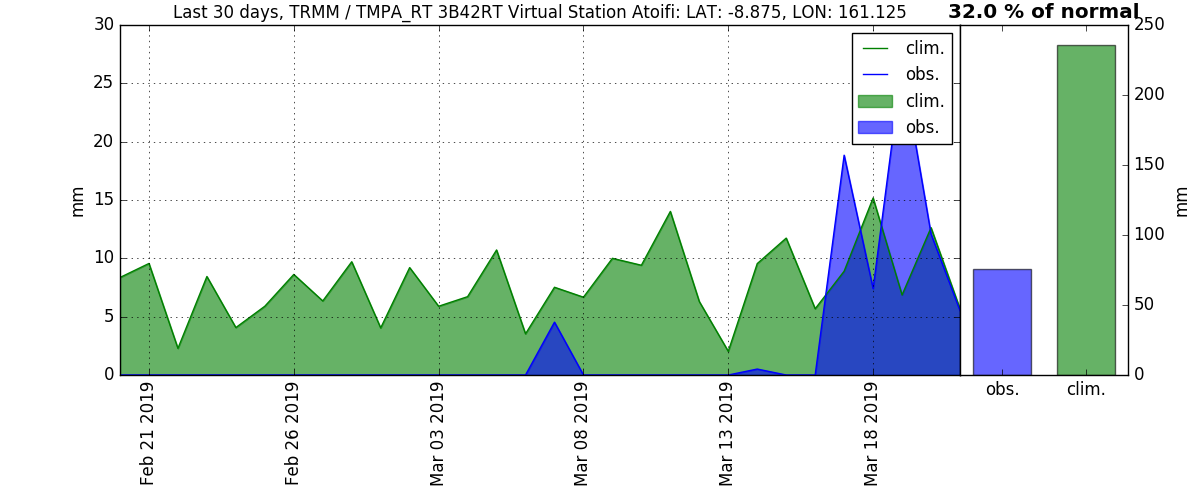 Last 30 days, TRMM / TMPA_RT 3B42RT Virtual Station Atoifi: LAT: -8.875, LON: 161.125
32.0 % of normal
clim.
obs.
clim.
obs.
30
25
20
15
10
5
0
mm
Feb 21 2019
Feb 26 2019
Mar 03 2019
Mar 08 2019
Mar 13 2019
Mar 18 2019
250
200
150
100
50
0
mm
obs.
clim.